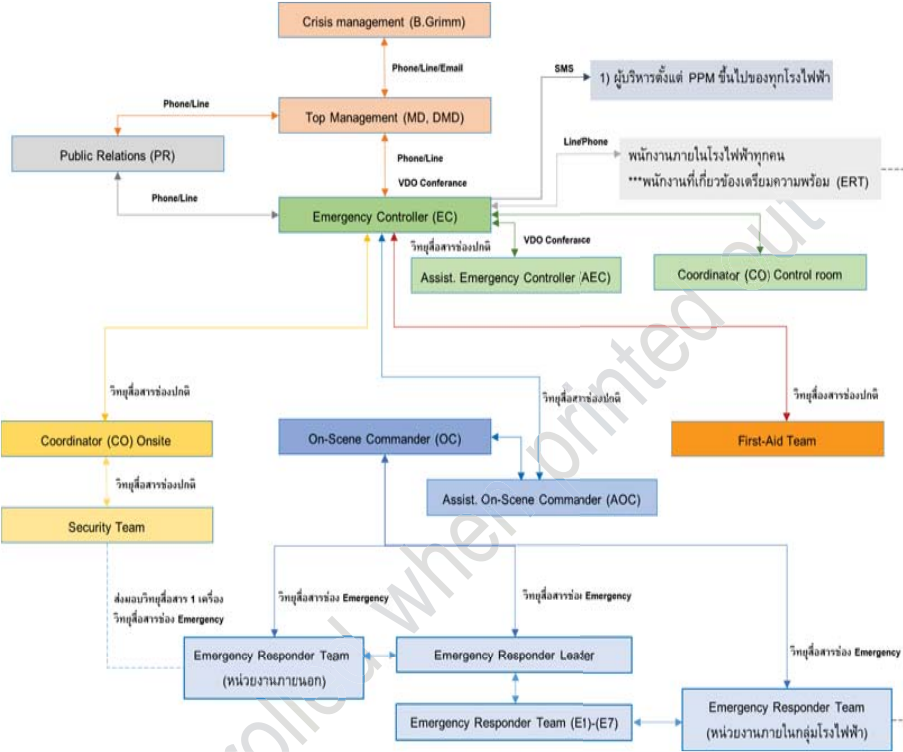 Crisis management (B.Grimm)
Phone/Line/Email
SMS
1) ผู้บริหารตั้งแต่ PPM ขึ้นไปของทุกโรงไฟฟ้า
Phone/Line
Top Management (MD, DMD)
Public Relations (PR)
Phone/Line
VDO Conferance
Line/Phone
พนักงานภายในโรงไฟฟ้าทุกคน
***พนักงานที่เกี่ยวข้องเตรียมความพร้อม (ERT)
Phone/Line
Emergency Controller (EC)
วิทยุสื่อสารช่องปกติ
VDO Conferasce
Assist. Emergency Controller (AEC)
Coordinator (CO) Control room
วิทยุสื่อสารช่องปกติ
วิทยุสื่อสารช่องปกติ
วิทยุสื่องสารช่องปกติ
Coordinator (CO) Onsite
On-Scene Commander (OC)
First-Aid Team
วิทยุสื่อสารช่องปกติ
Assist. On-Scene Commander (AOC)
Security Team
ส่งมอบวิทยุสื่อสาร 1 เครื่อง
วิทยุสื่อสารช่อง Emergency
วิทยุสื่อสารช่อง Emergency
วิทยุสื่อสารช่อง Emergency
วิทยุสื่อสารช่อง Emergency
Emergency Responder Team
(หน่วยงานภายนอก)
Emergency Responder Leader
Emergency Responder Team (E1)-(E7)
Emergency Responder Team
(หน่วยงานภายในกลุ่มโรงไฟฟ้า)
rolled when printed out